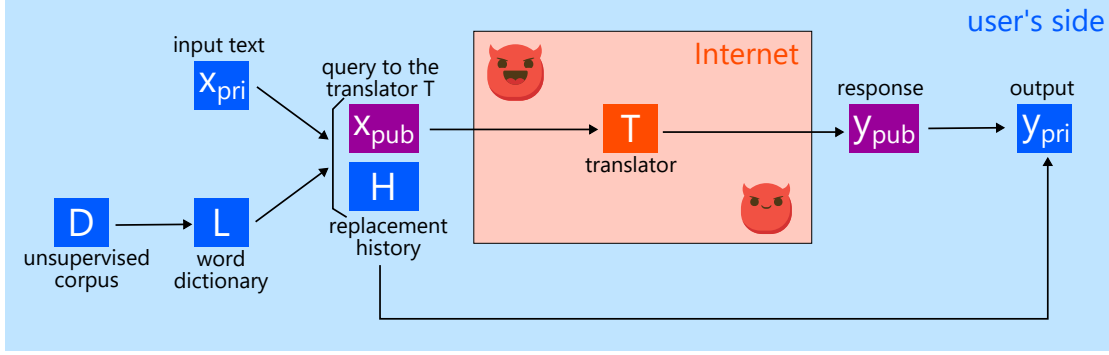 user's side
input text
x_pri
query to the
translator T
x_pub
H
replacement
history
D
unsupervised
corpus
L
word
dictionary
Internet
T
translator
response
y_pub
output
y_pri